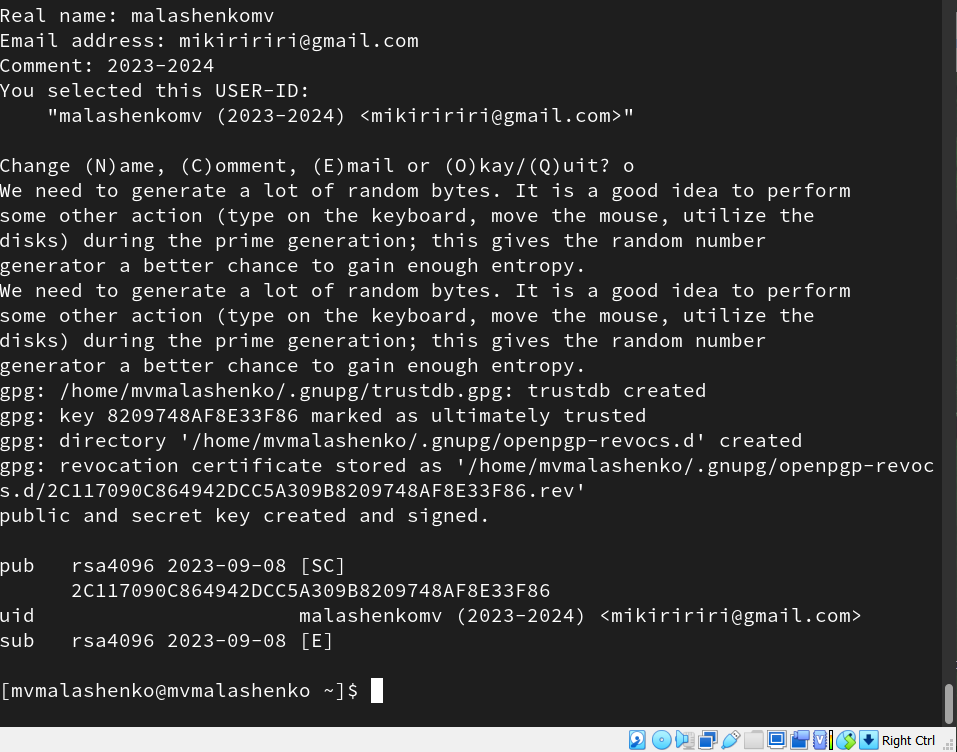 Real name: malashenkomv
Email address: mikiririri@gmail.com
Comment: 2023-2024
You selected this USER-ID:
    "malashenkomv (2023-2024) <mikiririri@gmail.com>"

Change (N)ame, (C)omment, (E)mail or (O)kay/(Q)uit? o
We need to generate a lot of random bytes. It is a good idea to perform
some other action (type on the keyboard, move the mouse, utilize the
disks) during the prime generation; this gives the random number
generator a better chance to gain enough entropy.
We need to generate a lot of random bytes. It is a good idea to perform
some other action (type on the keyboard, move the mouse, utilize the
disks) during the prime generation; this gives the random number
generator a better chance to gain enough entropy.
gpg: /home/mvmalashenko/.gnupg/trustdb.gpg: trustdb created
gpg: key 8209748AF8E33F86 marked as ultimately trusted
gpg: directory '/home/mvmalashenko/.gnupg/openpgp-revocs.d' created
gpg: revocation certificate stored as '/home/mvmalashenko/.gnupg/openpgp-revoc
s.d/2C117090C864942DCC5A309B8209748AF8E33F86.rev'
public and secret key created and signed.

pub   rsa4096 2023-09-08 [SC]
      2C117090C864942DCC5A309B8209748AF8E33F86
uid                      malashenkomv (2023-2024) <mikiririri@gmail.com>
sub   rsa4096 2023-09-08 [E]

[mvmalashenko@mvmalashenko ~]$
Right Ctrl